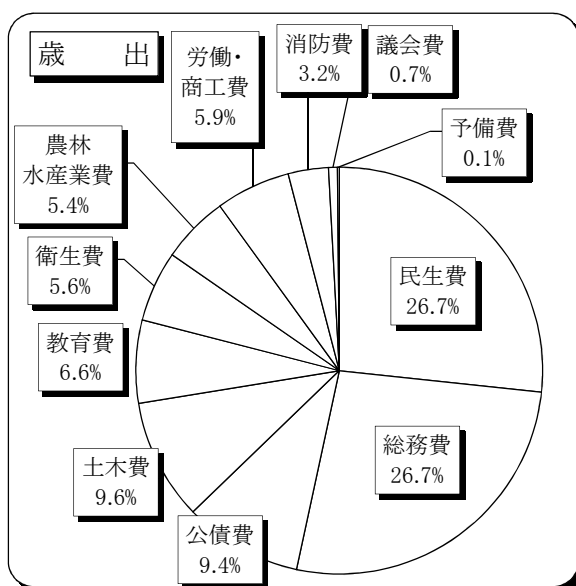 歳　出
労働・
商工費
5.9%
消防費
3.2%
議会費
0.7%
予備費
0.1%
農林
水産業費
5.4%
衛生費
5.6%
教育費
6.6%
土木費
9.6%
公債費
9.4%
総務費
26.7%
民生費
26.7%